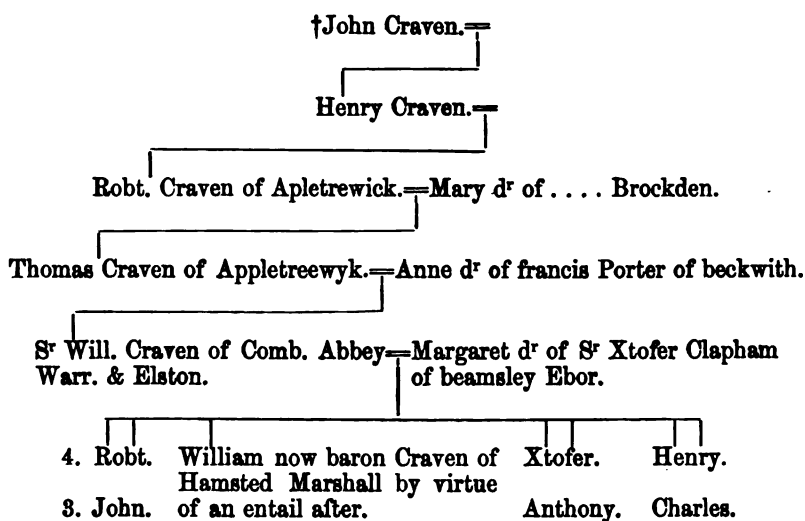 †John Craven.=
Henry Craven.=
Robt. Craven of Apletrewick.=Mary dʳ of .... Brockden.
Thomas Craven of Appletreewyk.=Anne dʳ of francis Porter of beckwith.
Sʳ Will. Craven of Comb. Abbey=Margaret dʳ of Sʳ Xtofer Clapham
Warr. & Elston. of beamsley Ebor.
4. Robt. William now baron Craven of Xtofer. Henry.
Hamsted Marshall by virtue
3. John. of an entail after. Anthony. Charles.